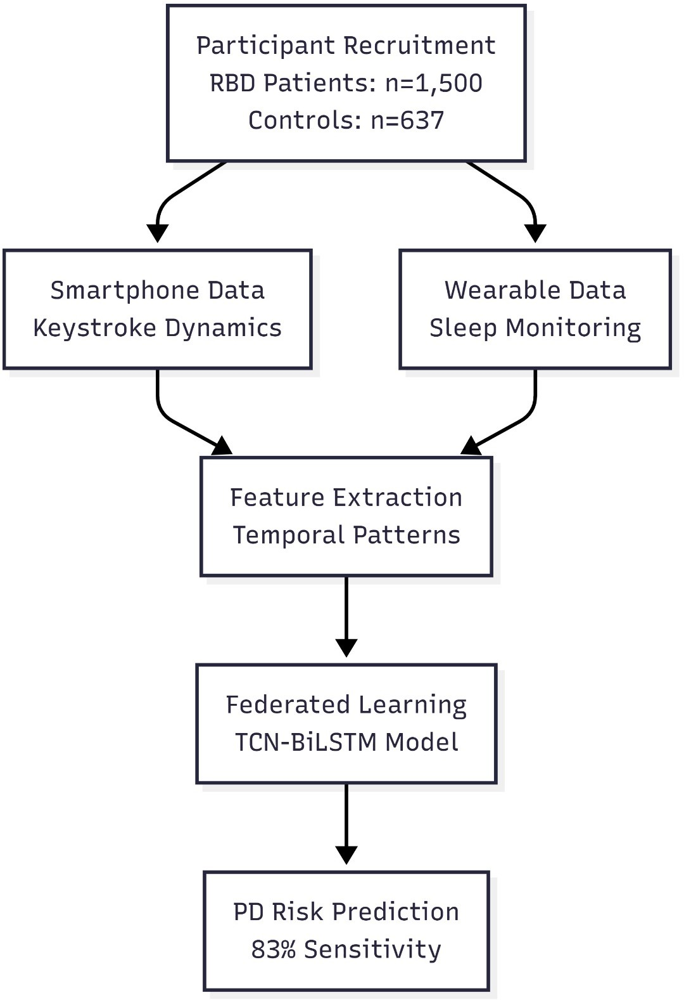 Participant Recruitment
RBD Patients: n=1,500
Controls: n=637
Smartphone Data
Keystroke Dynamics
Wearable Data
Sleep Monitoring
Feature Extraction
Temporal Patterns
Federated Learning
TCN-BiLSTM Model
PD Risk Prediction
83% Sensitivity